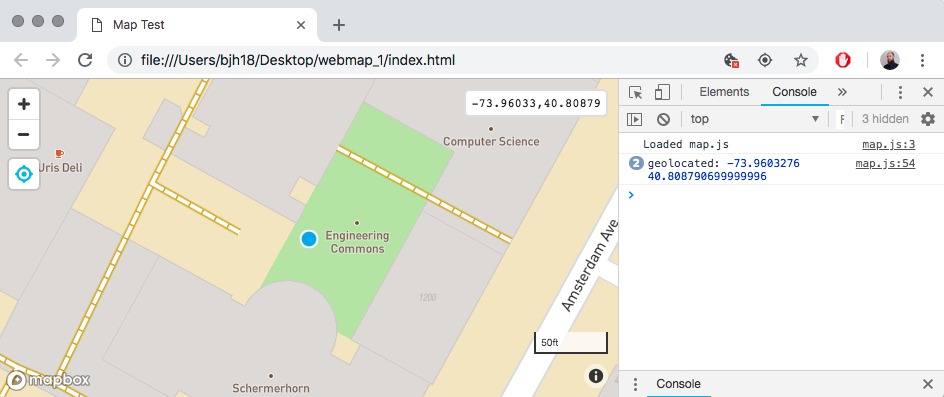 Map Test
file:///Users/bjh18/Desktop/webmap_1/index.html
-73.96033,40.80879
Computer Science
Uris Deli
Engineering
Commons
Amsterdam Ave
1200
50ft
Schermerhorn
mapbox
Elements Console
top 3 hidden
Loaded map.js map.js:3
2 geolocated: -73.9603276 map.js:54
40.808790699999996
Console